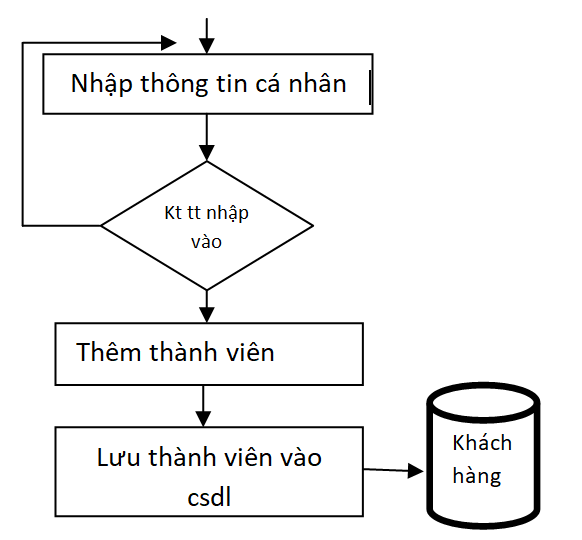 Nhập thông tin cá nhân
Kt tt nhập
vào
Thêm thành viên
Lưu thành viên vào
csdl
Khách
hàng